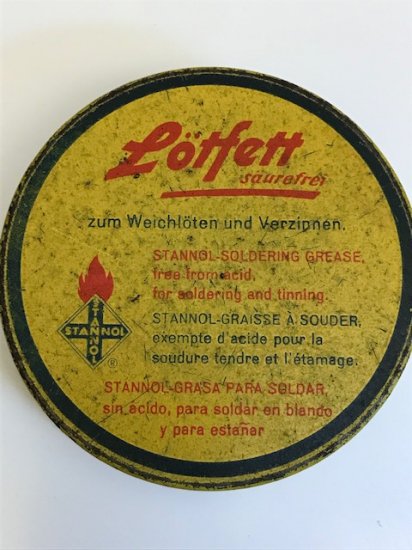 Lötfett
säurefrei
zum Weichlöten und Verzinnen.
STANNOL-SOLDERING GREASE,
free from acid,
for soldering and tinning.
STANNOL-GRAISSE À SOUDER,
exempte d'acide pour la
soudure tendre et l'étamage.
STANNOL-GRASA PARA SOLDAR,
sin acido, para soldar en blando
y para estañar
STANNOL
STANNOL
®